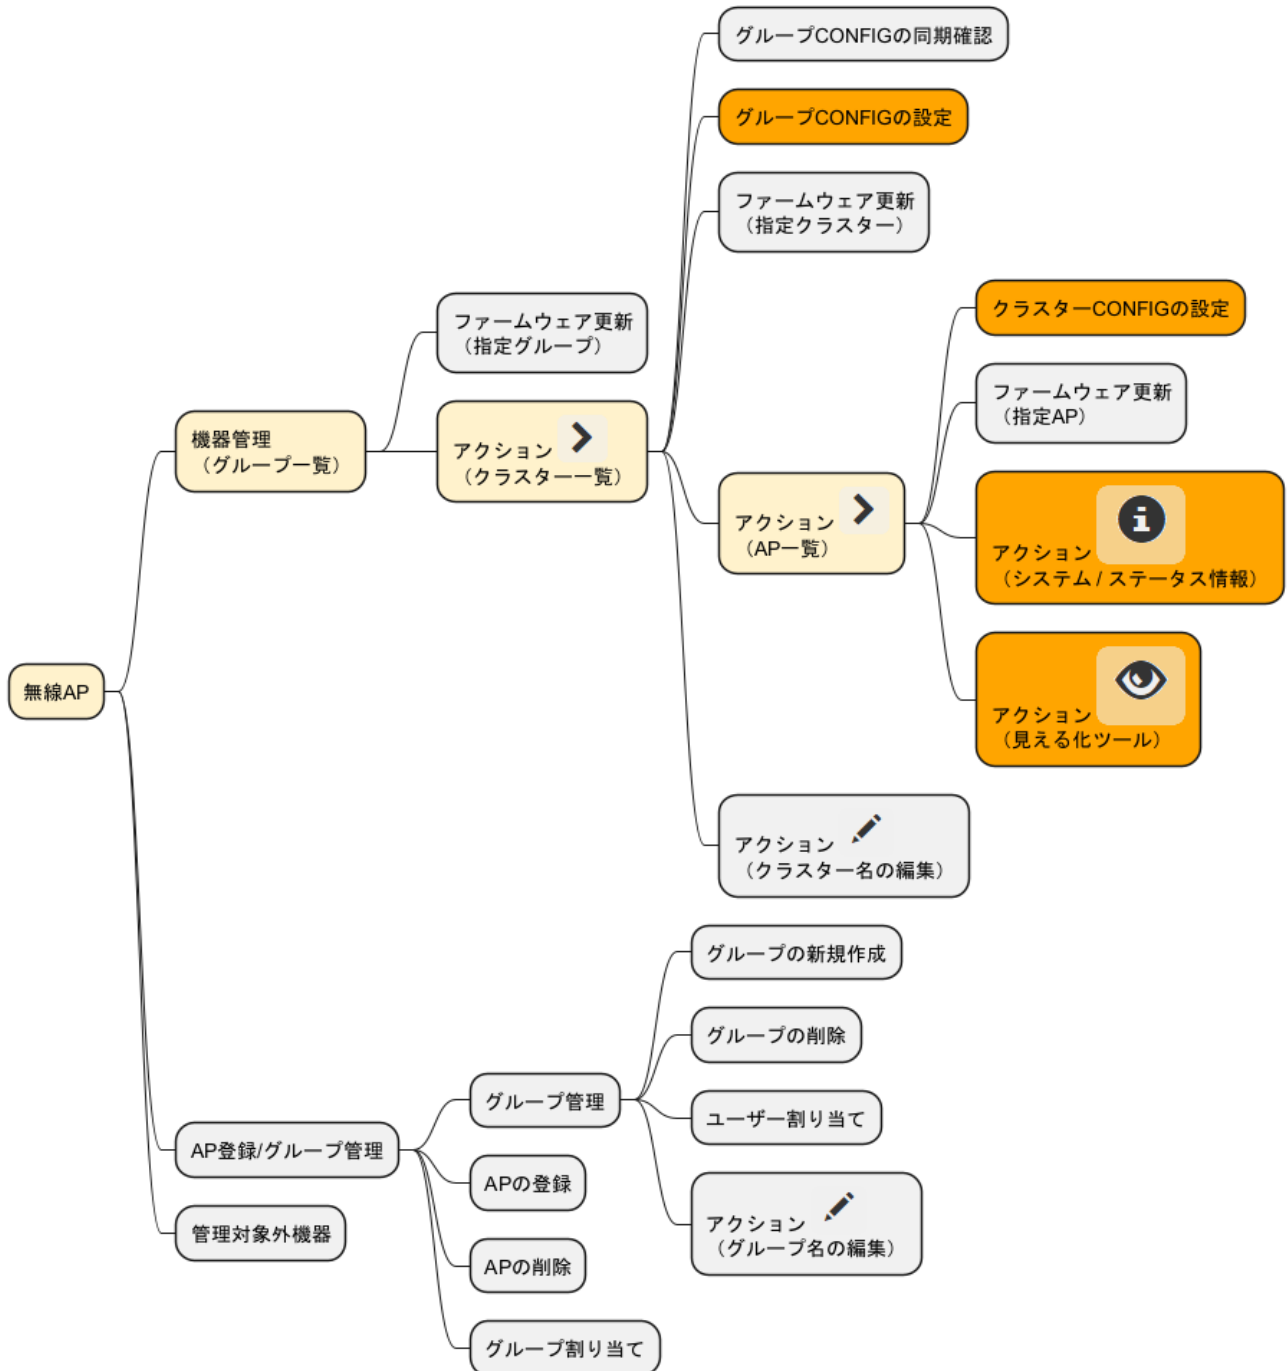 グループCONFIGの同期確認
グループCONFIGの設定
ファームウェア更新
（指定クラスター）
クラスターCONFIGの設定
ファームウェア更新
（指定グループ）
ファームウェア更新
（指定AP）
機器管理
（グループ一覧）
アクション
（クラスター一覧）
アクション
（AP一覧）
アクション
（システム / ステータス情報）
無線AP
アクション
（見える化ツール）
アクション
（クラスター名の編集）
グループの新規作成
グループの削除
グループ管理
ユーザー割り当て
AP登録/グループ管理
APの登録
アクション
（グループ名の編集）
管理対象外機器
APの削除
グループ割り当て